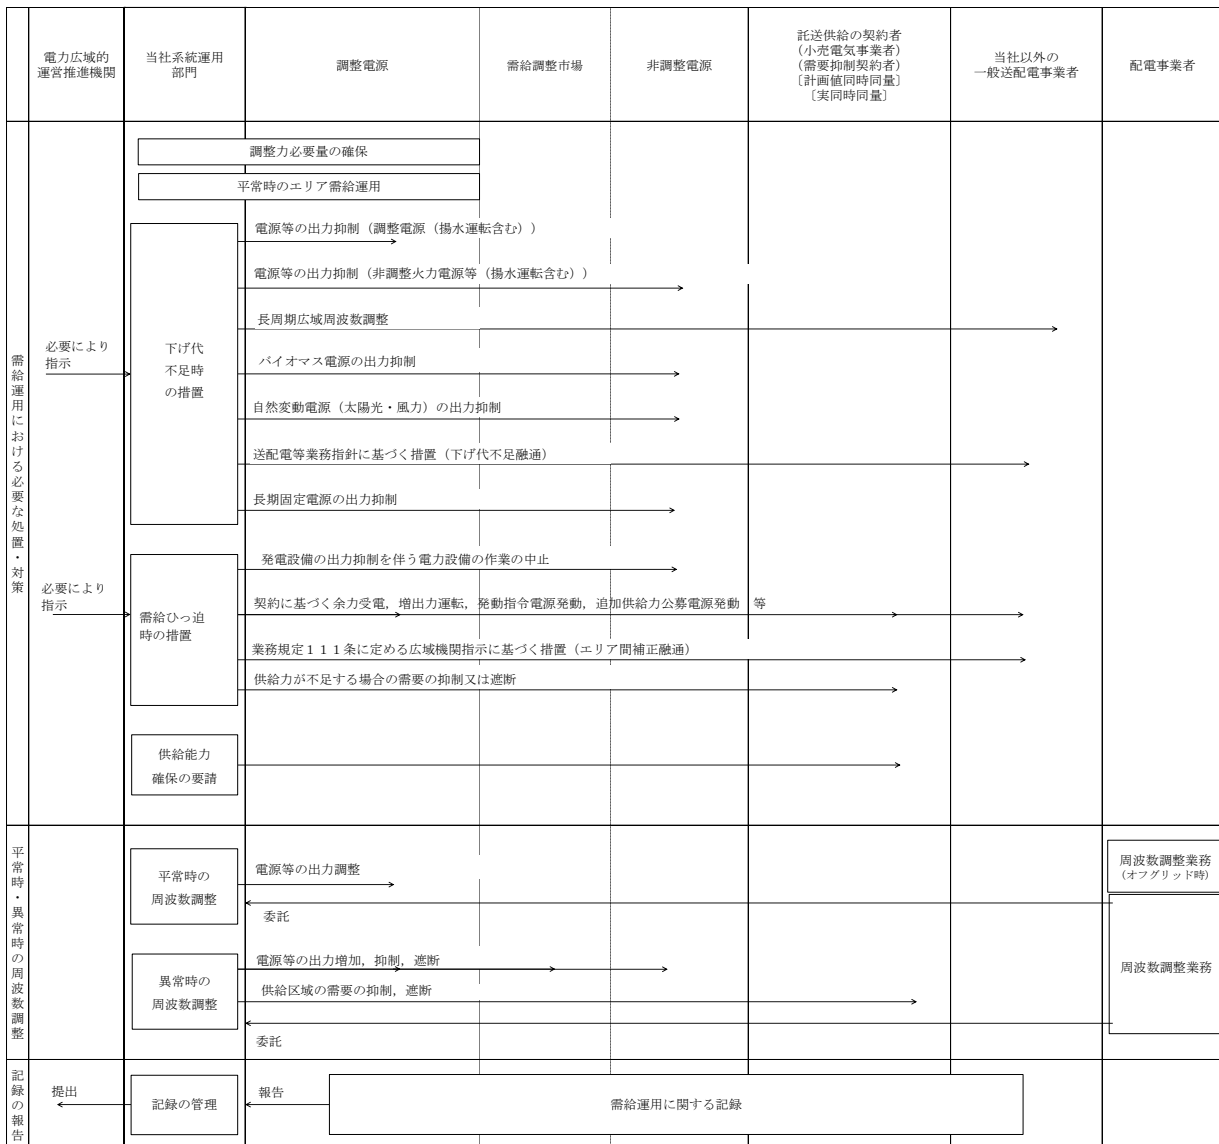 電力広域的
運営推進機関
当社系統運用
部門
調整電源
需給調整市場
非調整電源
託送供給の契約者
（小売電気事業者）
（需要抑制契約者）
［計画値同時同量］
［実同時同量］
当社以外の
一般送配電事業者
配電事業者
需給運用における必要な処置・対策
調整力必要量の確保
平常時のエリア需給運用
必要により
指示
下げ代
不足時
の措置
電源等の出力抑制（調整電源（揚水運転含む））
電源等の出力抑制（非調整火力電源等（揚水運転含む））
長周期広域周波数調整
バイオマス電源の出力抑制
自然変動電源（太陽光・風力）の出力抑制
送配電等業務指針に基づく措置（下げ代不足融通）
長期固定電源の出力抑制
必要により
指示
需給ひっ迫
時の措置
発電設備の出力抑制を伴う電力設備の作業の中止
契約に基づく余力受電，増出力運転，発動指令電源発動，追加供給力公募電源発動　等
業務規定１１１条に定める広域機関指示に基づく措置（エリア間補正融通）
供給力が不足する場合の需要の抑制又は遮断
供給能力
確保の要請
平常時・異常時の周波数調整
平常時の
周波数調整
電源等の出力調整
委託
周波数調整業務
（オフグリッド時）
異常時の
周波数調整
電源等の出力増加，抑制，遮断
供給区域の需要の抑制，遮断
委託
周波数調整業務
記録の報告
提出
記録の管理
報告
需給運用に関する記録